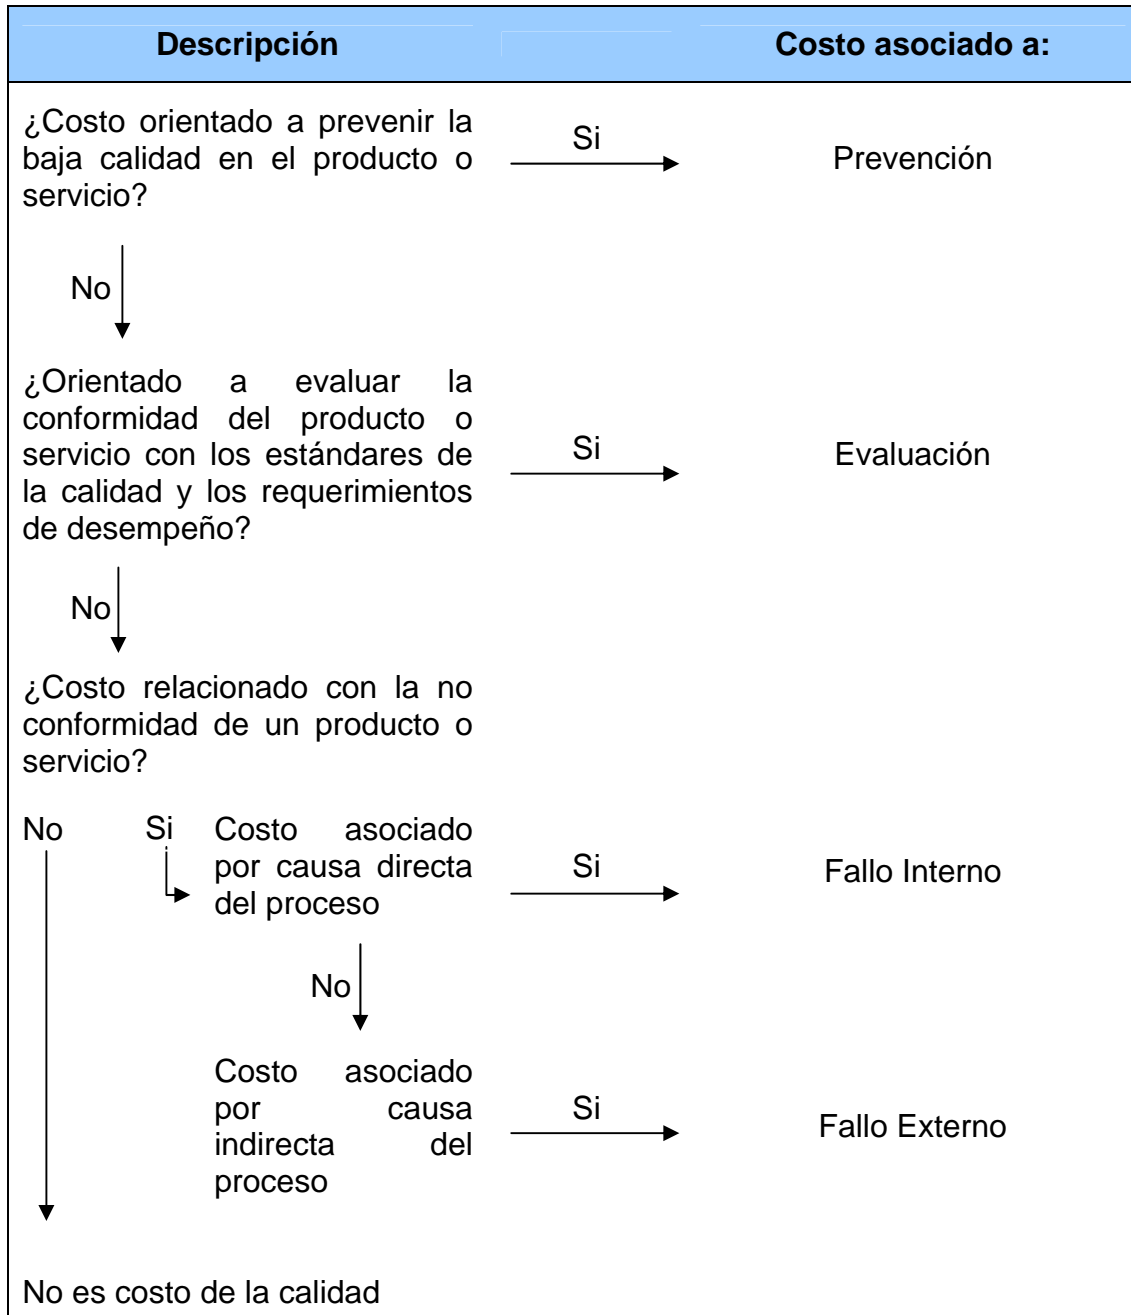 Descripción
Costo asociado a:
¿Costo orientado a prevenir la
baja calidad en el producto o
servicio?
Si
Prevención
No
¿Orientado a evaluar la
conformidad del producto o
servicio con los estándares de
la calidad y los requerimientos
de desempeño?
Si
Evaluación
No
¿Costo relacionado con la no
conformidad de un producto o
servicio?
No
Si
Costo asociado
por causa directa
del proceso
Si
Fallo Interno
No
Costo asociado
por causa
indirecta del
proceso
Si
Fallo Externo
No es costo de la calidad